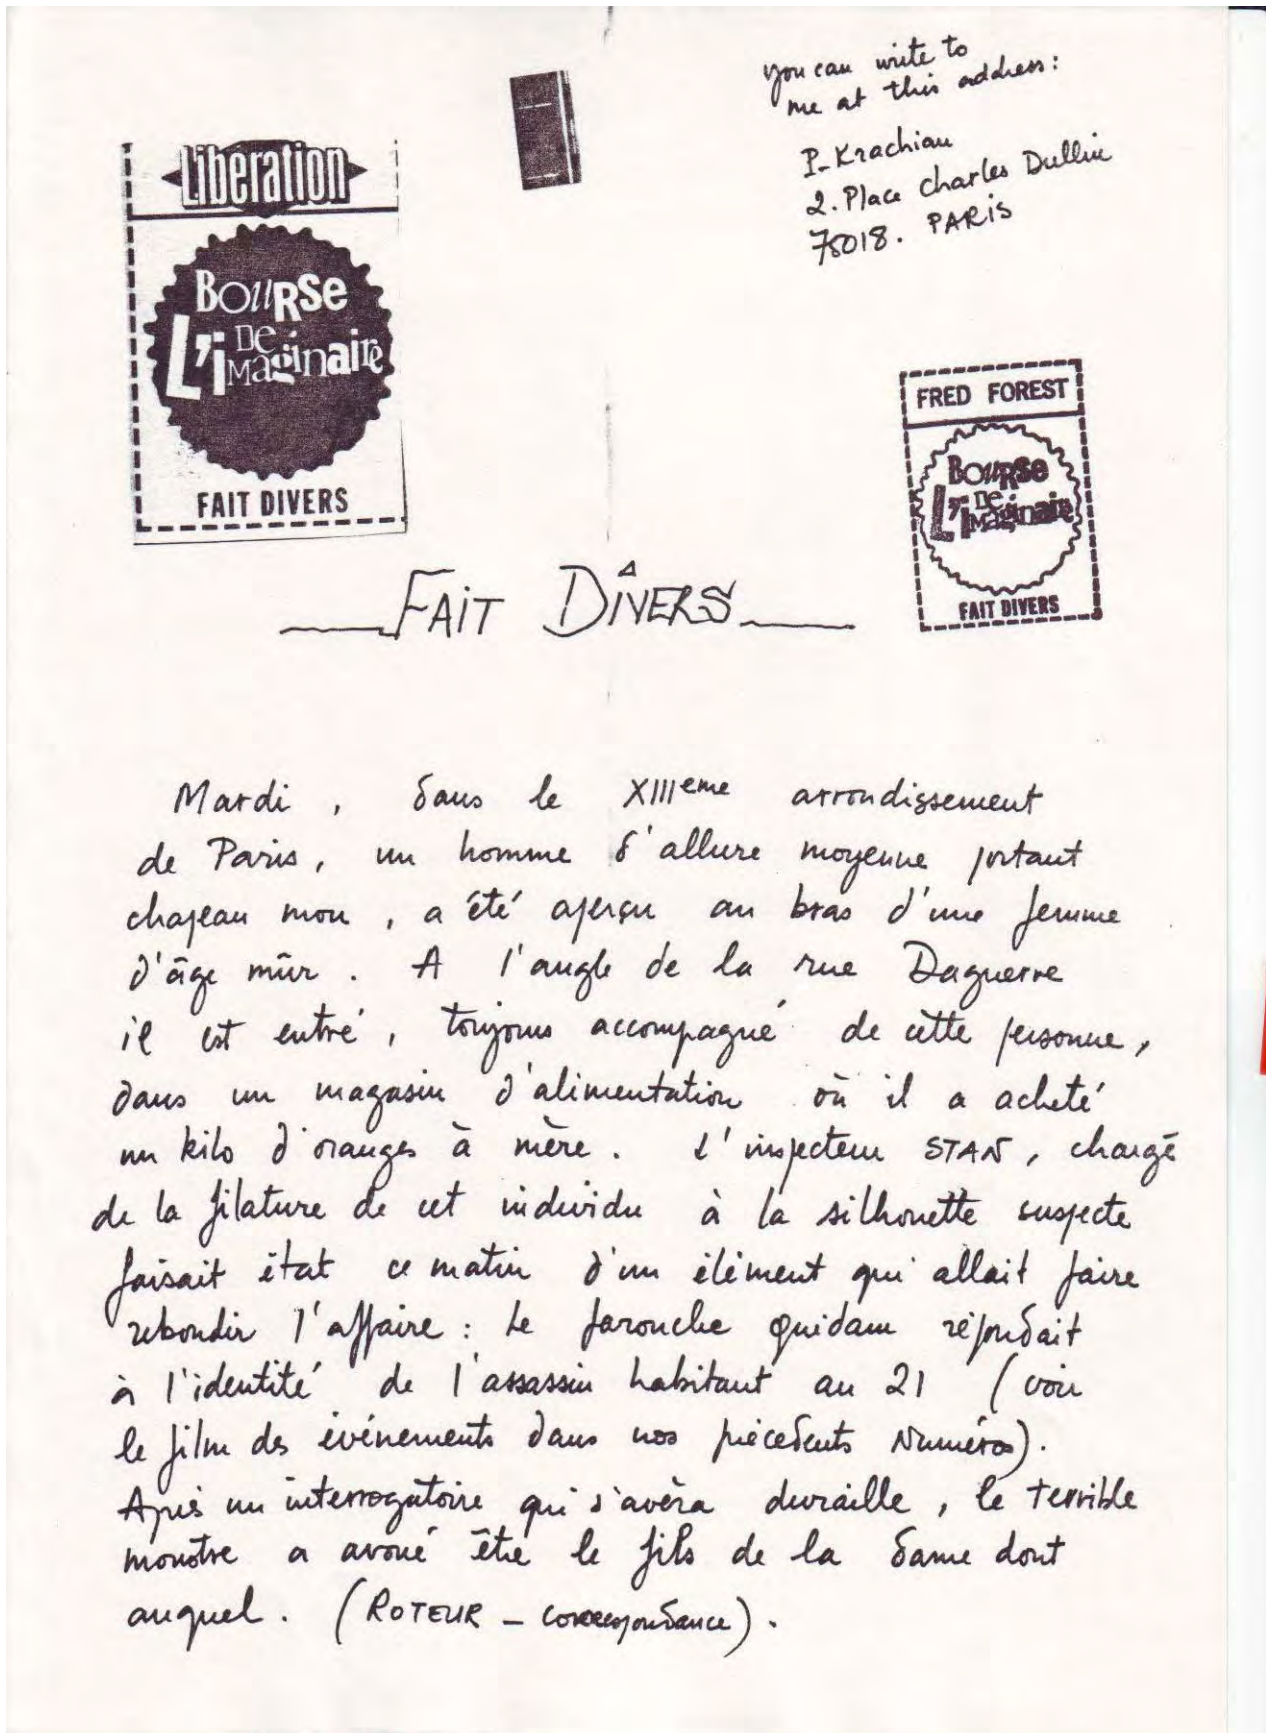 you can write to
me at this address:
P. Krachian
2. Place Charles Dullin
75018. PARIS
Libération
BOURSE
DE
L'iMaginaire
FAIT DIVERS
FRED FOREST
BOURSE
DE
L'iMaginaire
FAIT DIVERS
FAIT DÎVERS
Mardi, dans le XIIIeme arrondissement
de Paris, un homme d'allure moyenne portant
chapeau mou, a été aperçu au bras d'une femme
d'âge mûr. A l'angle de la rue Daguerre
il est entré, toujours accompagné de cette personne,
dans un magasin d'alimentation où il a acheté
un kilo d'oranges à mère. L'inspecteur STAN, chargé
de la filature de cet individu à la silhouette suspecte
faisait état ce matin d'un élément qui allait faire
rebondir l'affaire : Le farouche quidam répondait
à l'identité de l'assassin habitant au 21 (voir
le film des événements dans nos précédents Numéros).
Après un interrogatoire qui s'avéra duraille, le terrible
monstre a avoué être le fils de la dame dont
auquel. (ROTEUR - correspondance).